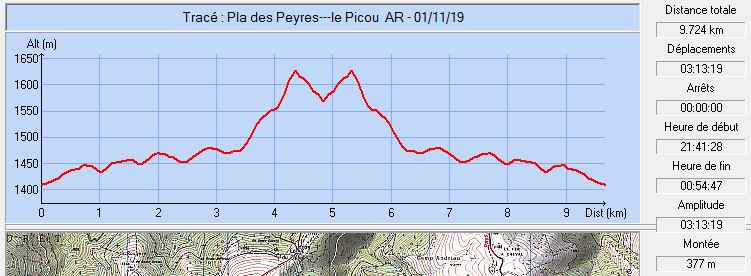 Tracé : Pla des Peyres---le Picou AR - 01/11/19
Alt (m)
1650
1600
1550
1500
1450
1400
0 1 2 3 4 5 6 7 8 9 Dist (km)
Distance totale
9.724 km
Déplacements
03:13:19
Arrêts
00:00:00
Heure de début
21:41:28
Heure de fin
00:54:47
Amplitude
03:13:19
Montée
377 m
Camp Andriau